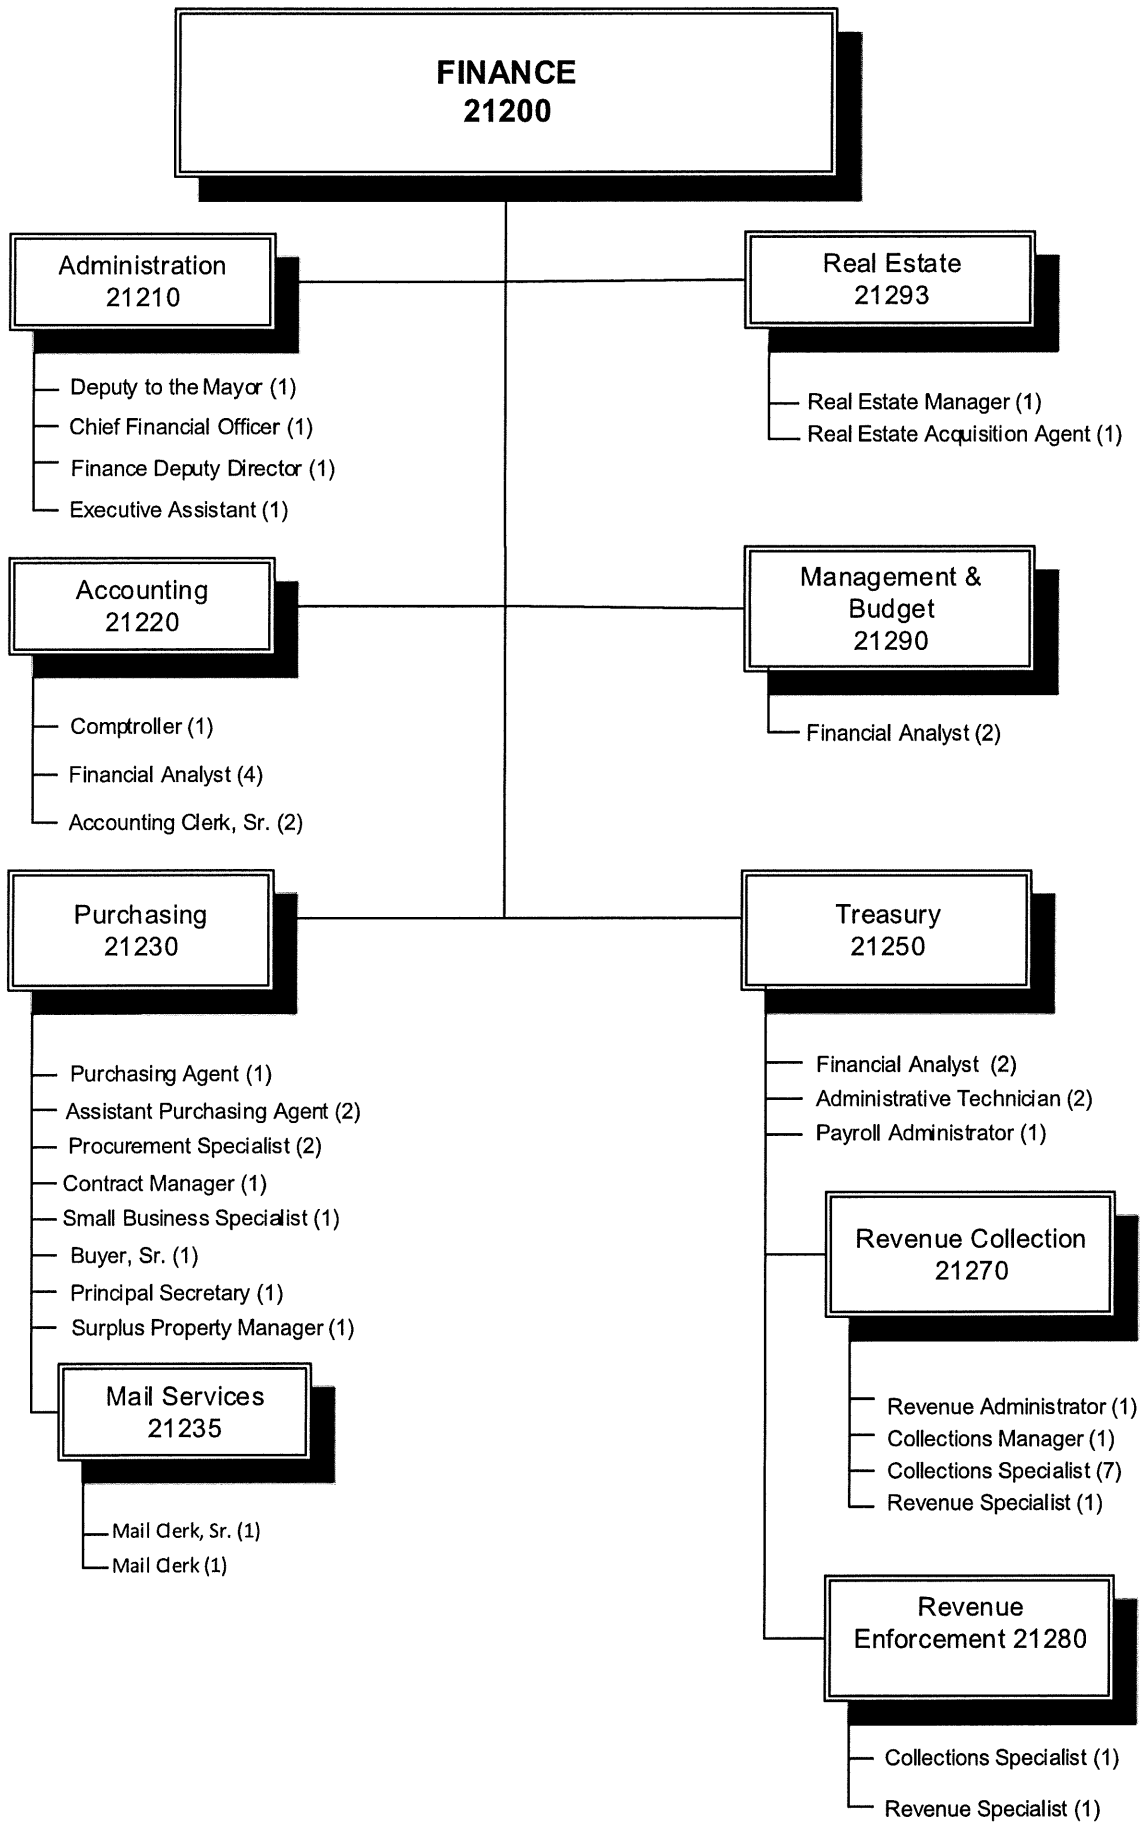 FINANCE
21200
Administration
21210
Deputy to the Mayor (1)
Chief Financial Officer (1)
Finance Deputy Director (1)
Executive Assistant (1)
Real Estate
21293
Real Estate Manager (1)
Real Estate Acquisition Agent (1)
Accounting
21220
Comptroller (1)
Financial Analyst (4)
Accounting Clerk, Sr. (2)
Management &
Budget
21290
Financial Analyst (2)
Purchasing
21230
Purchasing Agent (1)
Assistant Purchasing Agent (2)
Procurement Specialist (2)
Contract Manager (1)
Small Business Specialist (1)
Buyer, Sr. (1)
Principal Secretary (1)
Surplus Property Manager (1)
Mail Services
21235
Mail Clerk, Sr. (1)
Mail Clerk (1)
Treasury
21250
Financial Analyst (2)
Administrative Technician (2)
Payroll Administrator (1)
Revenue Collection
21270
Revenue Administrator (1)
Collections Manager (1)
Collections Specialist (7)
Revenue Specialist (1)
Revenue
Enforcement 21280
Collections Specialist (1)
Revenue Specialist (1)